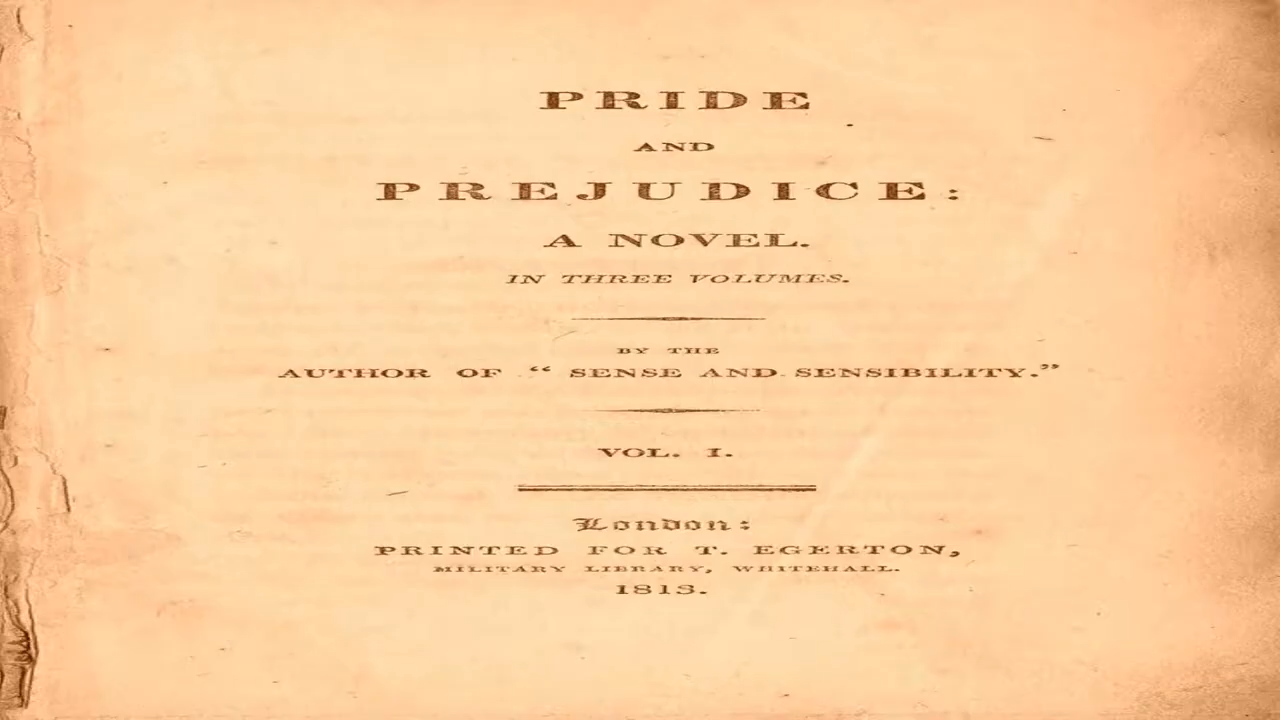 PRIDE
AND
PREJUDICE:
A NOVEL.
IN THREE VOLUMES.
BY THE
AUTHOR OF “ SENSE AND SENSIBILITY.”
VOL. I.
London:
PRINTED FOR T. EGERTON,
MILITARY LIBRARY, WHITEHALL.
1813.